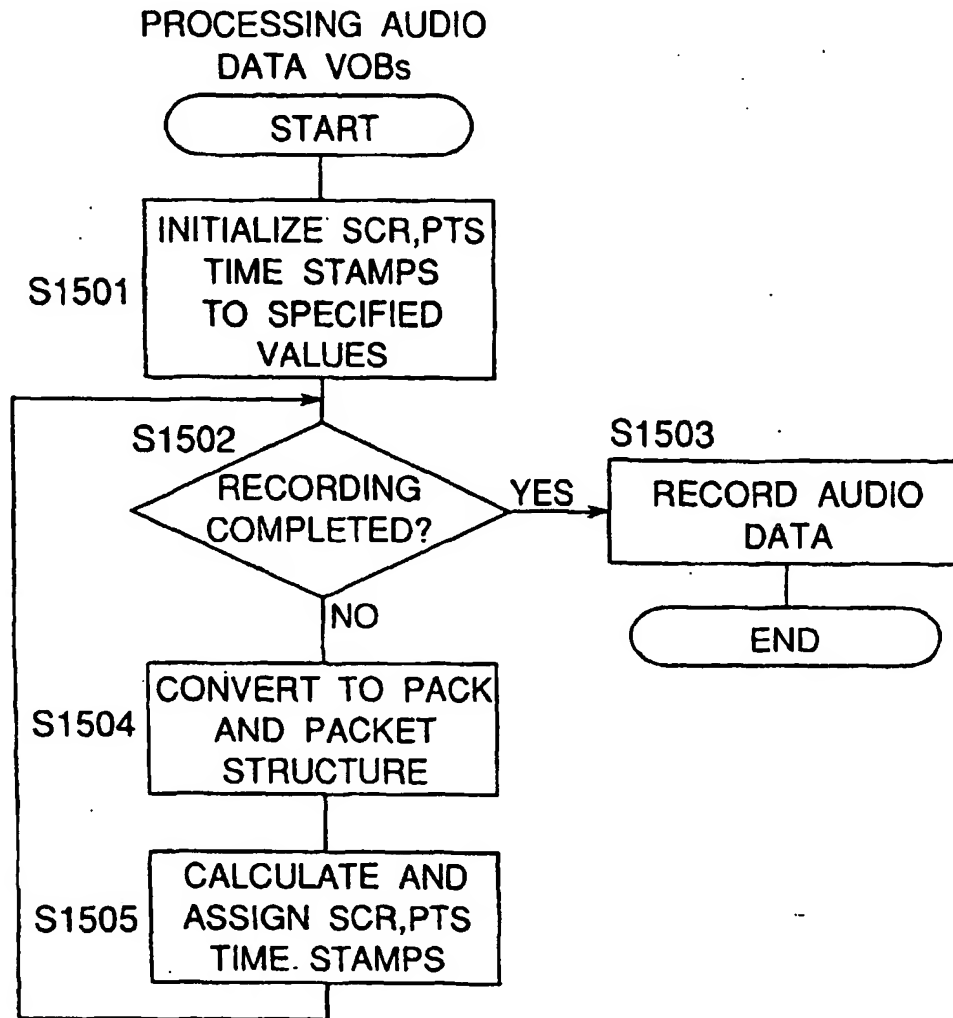 PROCESSING AUDIO
DATA VOBs
START
INITIALIZE SCR,PTS
TIME STAMPS
TO SPECIFIED
VALUES
S1501
S1502
RECORDING
COMPLETED?
YES
S1503
RECORD AUDIO
DATA
END
NO
S1504
CONVERT TO PACK
AND PACKET
STRUCTURE
S1505
CALCULATE AND
ASSIGN SCR,PTS
TIME. STAMPS